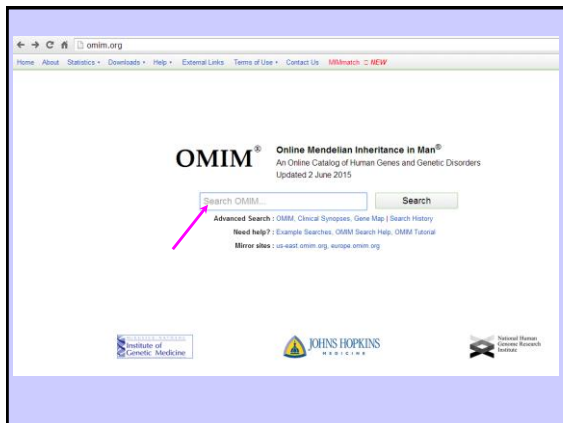 omim.org
Home About Statistics Downloads Help External Links Terms of Use Contact Us MIMmatch :: NEW
OMIM®
Online Mendelian Inheritance in Man®
An Online Catalog of Human Genes and Genetic Disorders
Updated 2 June 2015
Search OMIM... Search
Advanced Search : OMIM, Clinical Synopses, Gene Map | Search History
Need help? : Example Searches, OMIM Search Help, OMIM Tutorial
Mirror sites : us-east.omim.org, europe.omim.org
Institute of
Genetic Medicine
JOHNS HOPKINS
MEDICINE
National Human
Genome Research
Institute